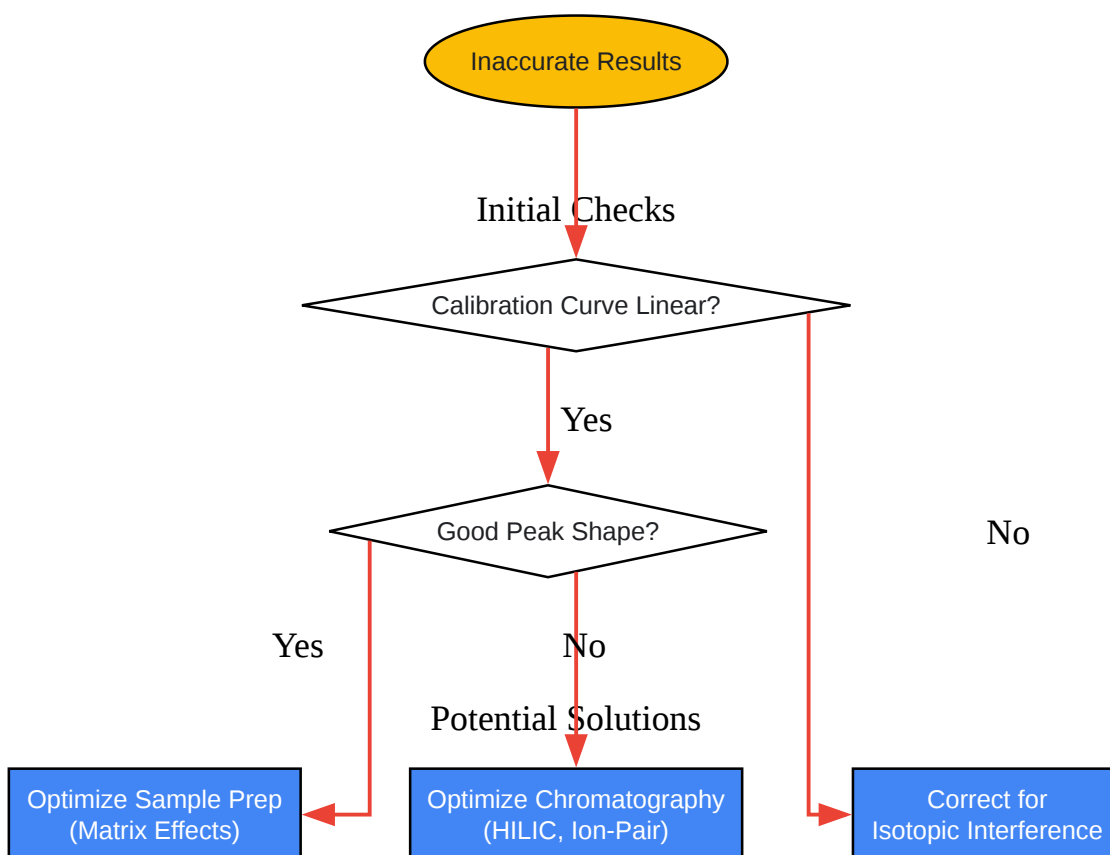 Inaccurate Results
Initial Checks
Calibration Curve Linear?
Yes
Good Peak Shape?
No
Yes
No
Potential Solutions
Optimize Sample Prep
(Matrix Effects)
Optimize Chromatography
(HILIC, Ion-Pair)
Correct for
Isotopic Interference